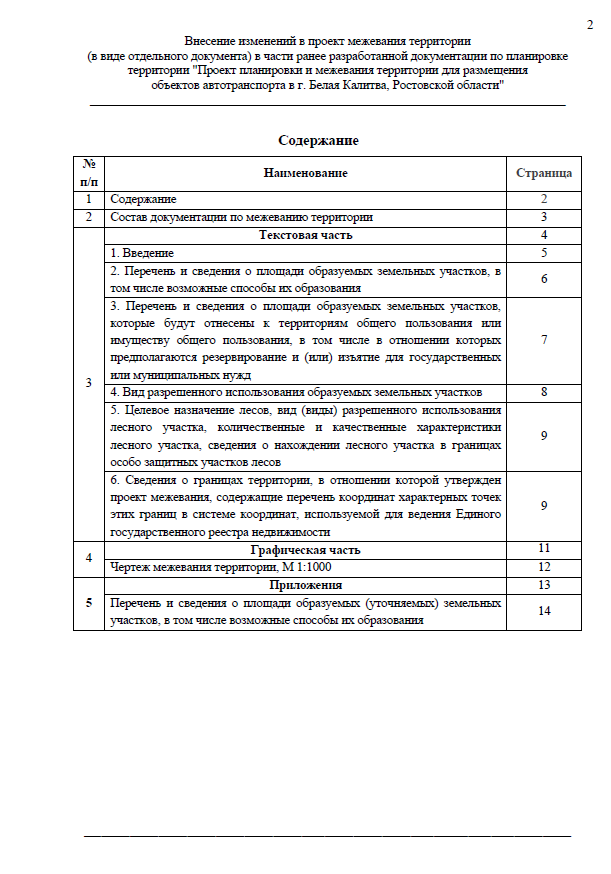 2
Внесение изменений в проект межевания территории
(в виде отдельного документа) в части ранее разработанной документации по планировке
территории "Проект планировки и межевания территории для размещения
объектов автотранспорта в г. Белая Калитва, Ростовской области"
Содержание
№
п/п
Наименование
Страница
1 Содержание 2
2 Состав документации по межеванию территории 3
3
Текстовая часть 4
1. Введение 5
2. Перечень и сведения о площади образуемых земельных участков, в
том числе возможные способы их образования
6
3. Перечень и сведения о площади образуемых земельных участков,
которые будут отнесены к территориям общего пользования или
имуществу общего пользования, в том числе в отношении которых
предполагаются резервирование и (или) изъятие для государственных
или муниципальных нужд
7
4. Вид разрешенного использования образуемых земельных участков 8
5. Целевое назначение лесов, вид (виды) разрешенного использования
лесного участка, количественные и качественные характеристики
лесного участка, сведения о нахождении лесного участка в границах
особо защитных участков лесов
9
6. Сведения о границах территории, в отношении которой утвержден
проект межевания, содержащие перечень координат характерных точек
этих границ в системе координат, используемой для ведения Единого
государственного реестра недвижимости
9
4
Графическая часть 11
Чертеж межевания территории, М 1:1000 12
5
Приложения 13
Перечень и сведения о площади образуемых (уточняемых) земельных
участков, в том числе возможные способы их образования
14